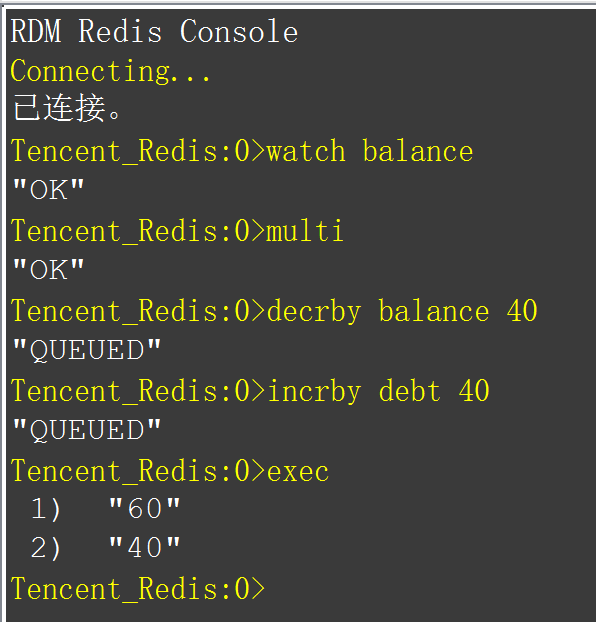 RDM Redis Console
Connecting...
已连接。
Tencent_Redis:0>watch balance
"OK"
Tencent_Redis:0>multi
"OK"
Tencent_Redis:0>decrby balance 40
"QUEUED"
Tencent_Redis:0>incrby debt 40
"QUEUED"
Tencent_Redis:0>exec
1) "60"
2) "40"
Tencent_Redis:0>